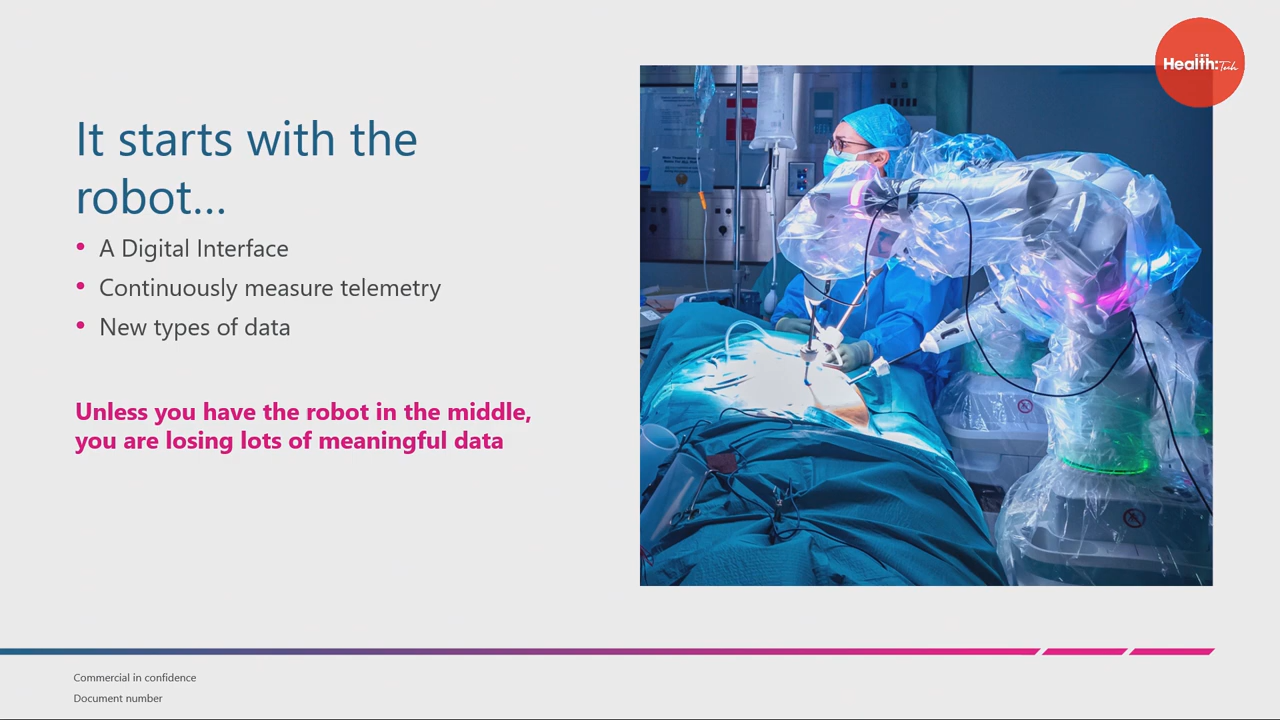 Health:Tech
It starts with the
robot...
• A Digital Interface
• Continuously measure telemetry
• New types of data
Unless you have the robot in the middle,
you are losing lots of meaningful data
Commercial in confidence
Document number